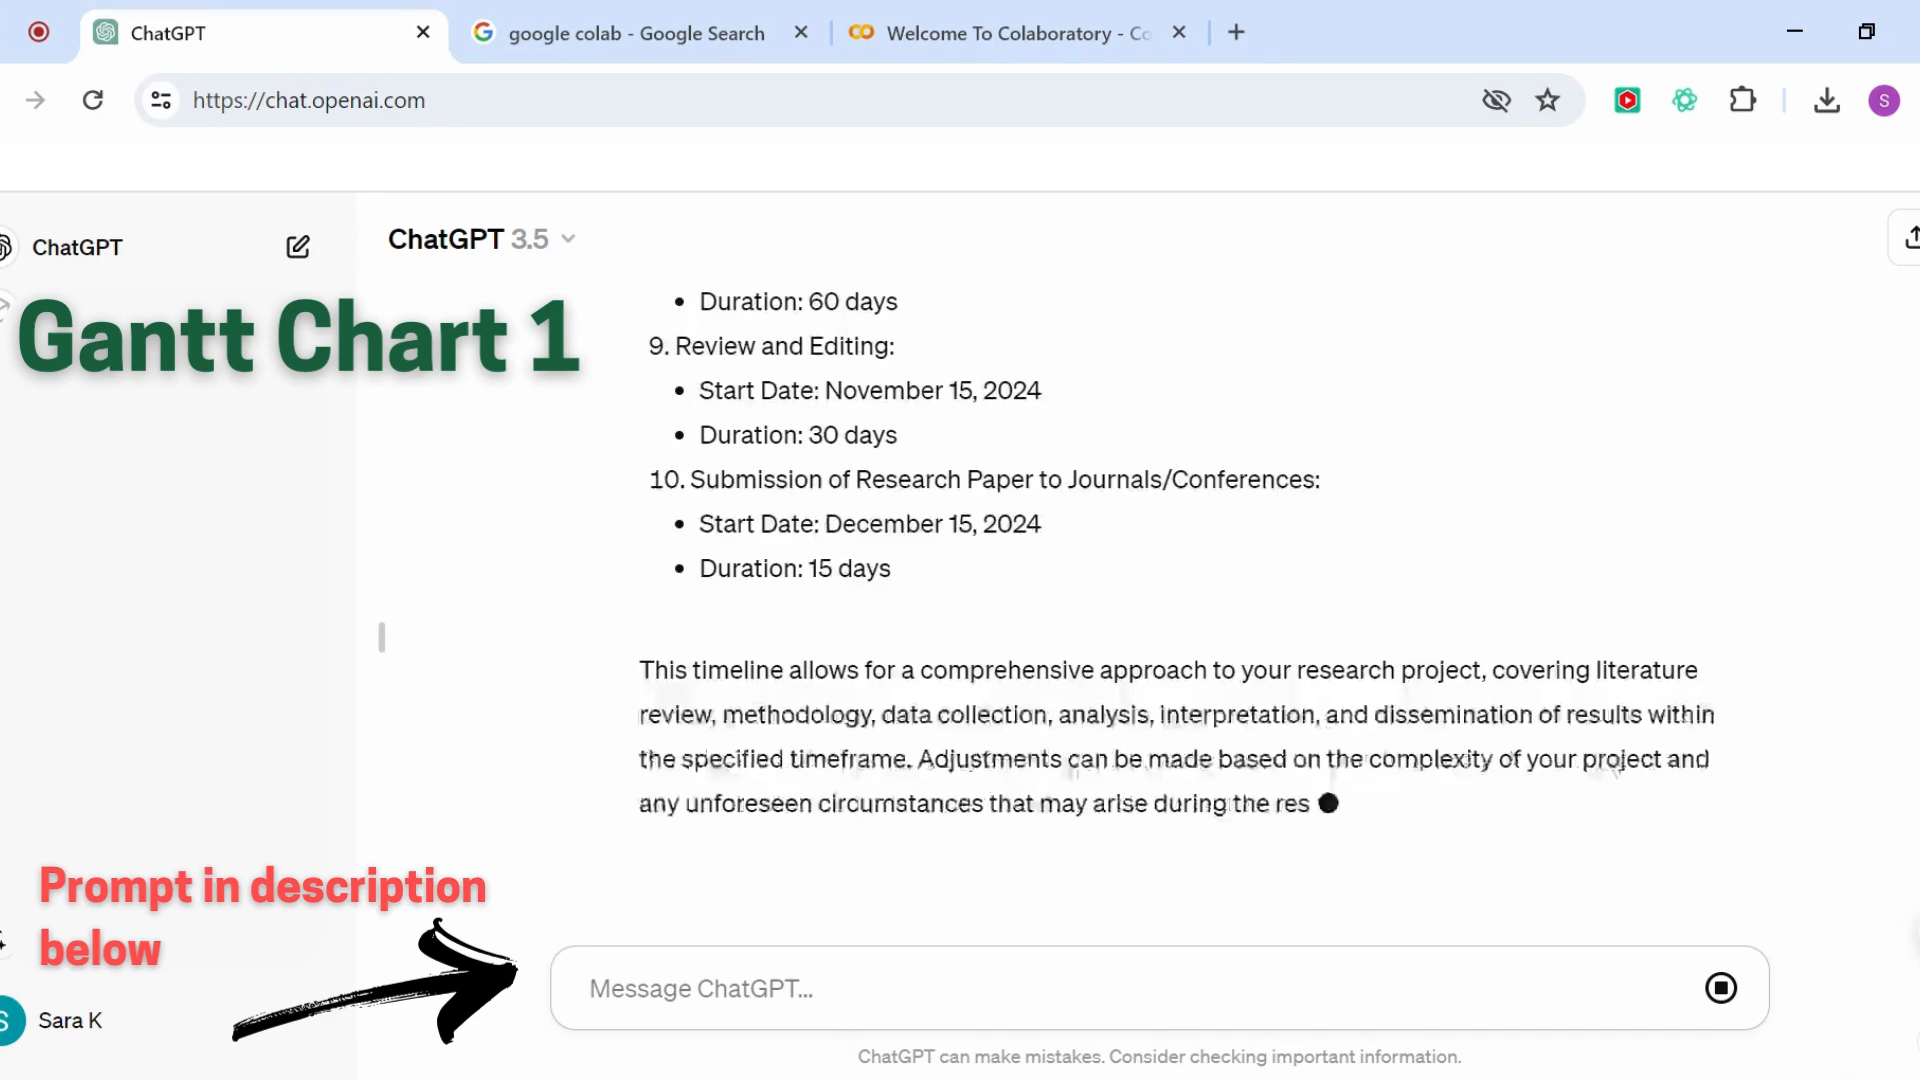 ChatGPT
google colab - Google Search
Welcome To Colaboratory - Co
https://chat.openai.com
S
ChatGPT
ChatGPT 3.5
Gantt Chart 1
• Duration: 60 days
9. Review and Editing:
• Start Date: November 15, 2024
• Duration: 30 days
10. Submission of Research Paper to Journals/Conferences:
• Start Date: December 15, 2024
• Duration: 15 days
This timeline allows for a comprehensive approach to your research project, covering literature
review, methodology, data collection, analysis, interpretation, and dissemination of results within
the specified timeframe. Adjustments can be made based on the complexity of your project and
any unforeseen circumstances that may arise during the res
Prompt in description
below
Message ChatGPT...
S
Sara K
ChatGPT can make mistakes. Consider checking important information.